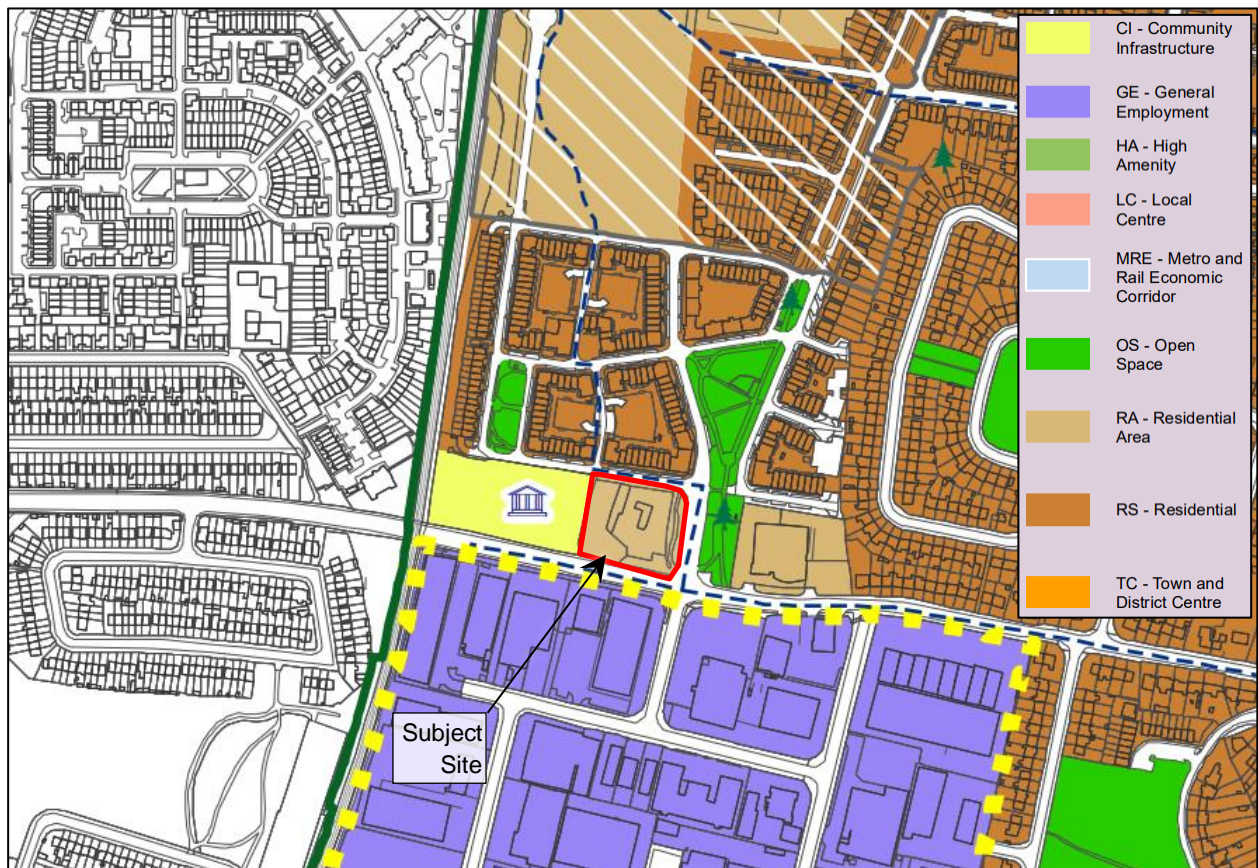 CI - Community
Infrastructure
GE - General
Employment
HA - High
Amenity
LC - Local
Centre
MRE - Metro and
Rail Economic
Corridor
OS - Open
Space
RA - Residential
Area
RS - Residential
TC - Town and
District Centre
Subject
Site